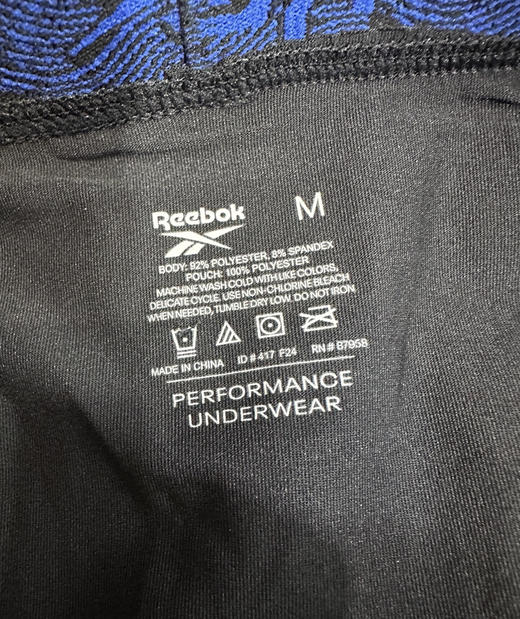 Reebok M
BODY: 92% POLYESTER, 8% SPANDEX
POUCH: 100% POLYESTER
MACHINE WASH COLD WITH LIKE COLORS,
DELICATE CYCLE. USE NON-CHLORINE BLEACH
WHEN NEEDED, TUMBLE DRY LOW. DO NOT IRON
MADE IN CHINA ID # 417 F24 RN # 87958
PERFORMANCE
UNDERWEAR